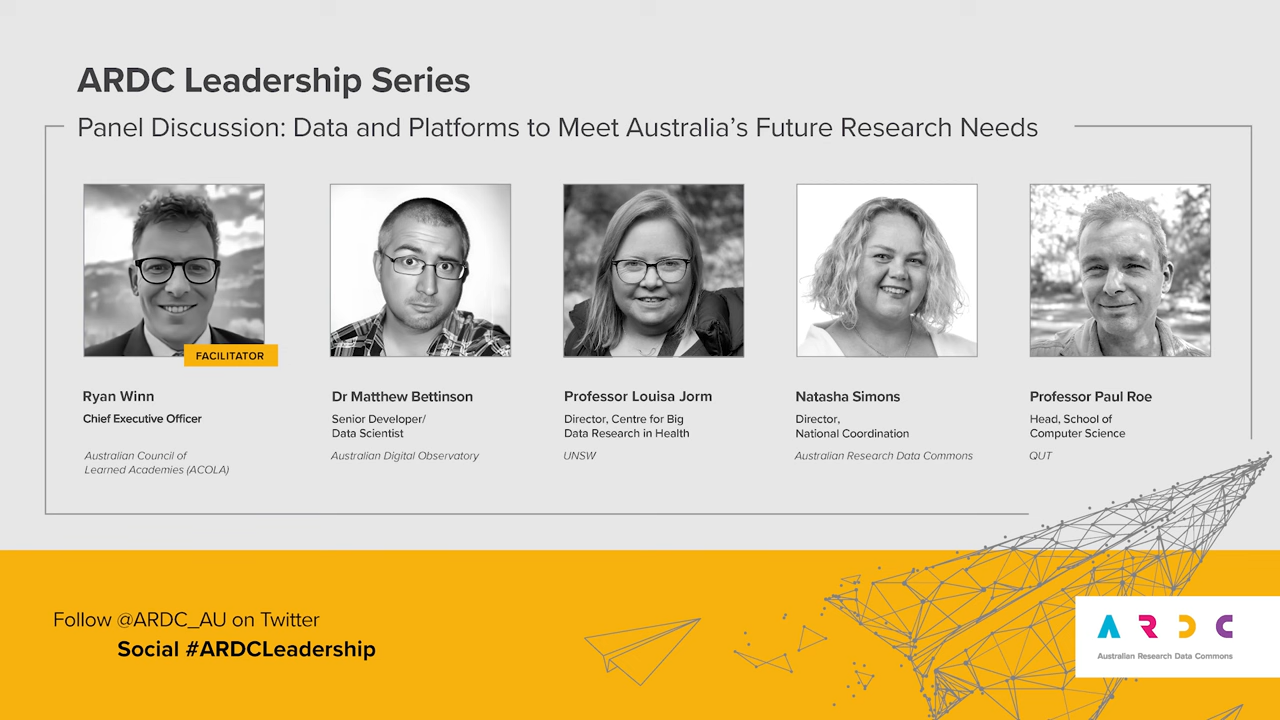 ARDC Leadership Series
Panel Discussion: Data and Platforms to Meet Australia's Future Research Needs
FACILITATOR
Ryan Winn
Chief Executive Officer
Australian Council of
Learned Academies (ACOLA)
Dr Matthew Bettinson
Senior Developer/
Data Scientist
Australian Digital Observatory
Professor Louisa Jorm
Director, Centre for Big
Data Research in Health
UNSW
Natasha Simons
Director,
National Coordination
Australian Research Data Commons
Professor Paul Roe
Head, School of
Computer Science
QUT
Follow @ARDC_AU on Twitter
Social #ARDCLeadership
ARDC
Australian Research Data Commons